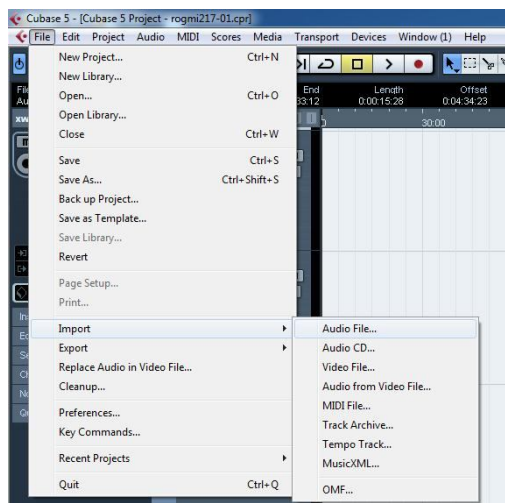 Cubase 5 - [Cubase 5 Project - rogmi217-01.cpr]
File Edit Project Audio MIDI Scores Media Transport Devices Window (1) Help
New Project... Ctrl+N
New Library...
Open... Ctrl+O
Open Library...
Close Ctrl+W
Save Ctrl+S
Save As... Ctrl+Shift+S
Back up Project...
Save as Template...
Save Library...
Revert
Page Setup...
Print...
Import
Export
Replace Audio in Video File...
Cleanup...
Preferences...
Key Commands...
Recent Projects
Quit Ctrl+Q
End Length Offset
33:12 0:00:15:28 0:04:34:23
30:00
Audio File...
Audio CD...
Video File...
Audio from Video File...
MIDI File...
Track Archive...
Tempo Track...
MusicXML...
OMF...